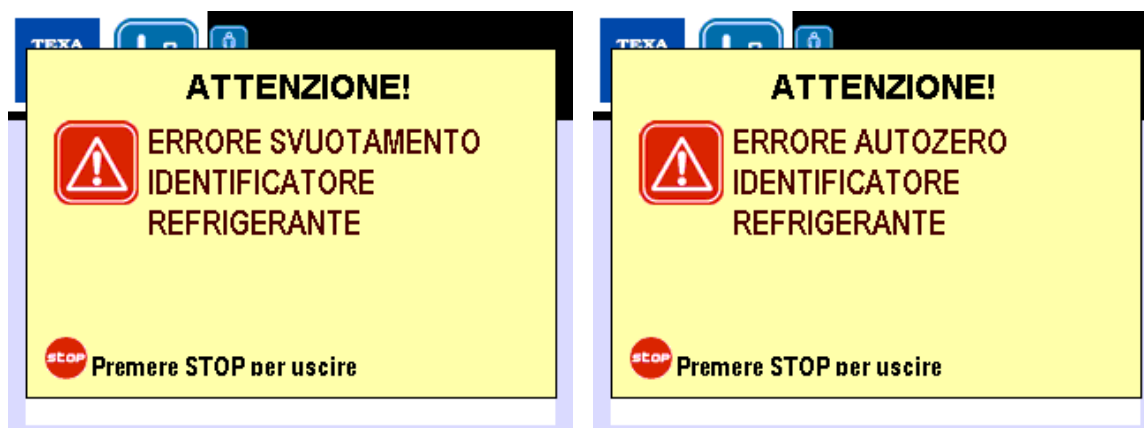 TEXA
ATTENZIONE!
ERRORE SVUOTAMENTO
IDENTIFICATORE
REFRIGERANTE
stop Premere STOP per uscire
TEXA
ATTENZIONE!
ERRORE AUTOZERO
IDENTIFICATORE
REFRIGERANTE
stop Premere STOP per uscire